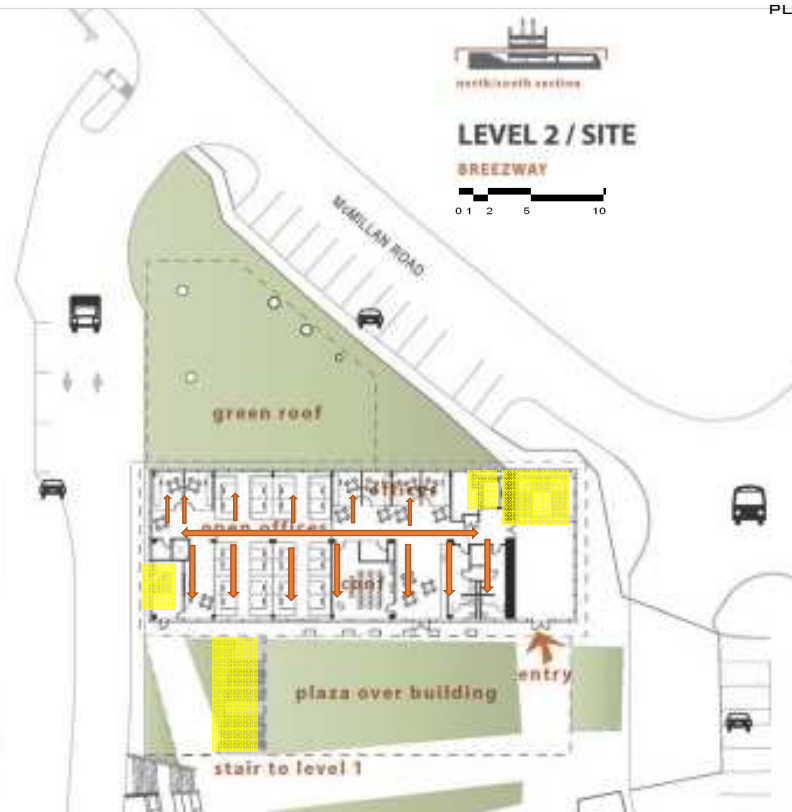 PL
north/south section
LEVEL 2 / SITE
BREEZWAY
0 1 2 5 10
McMILLAN ROAD
green roof
offices
open offices
conf
entry
plaza over building
stair to level 1